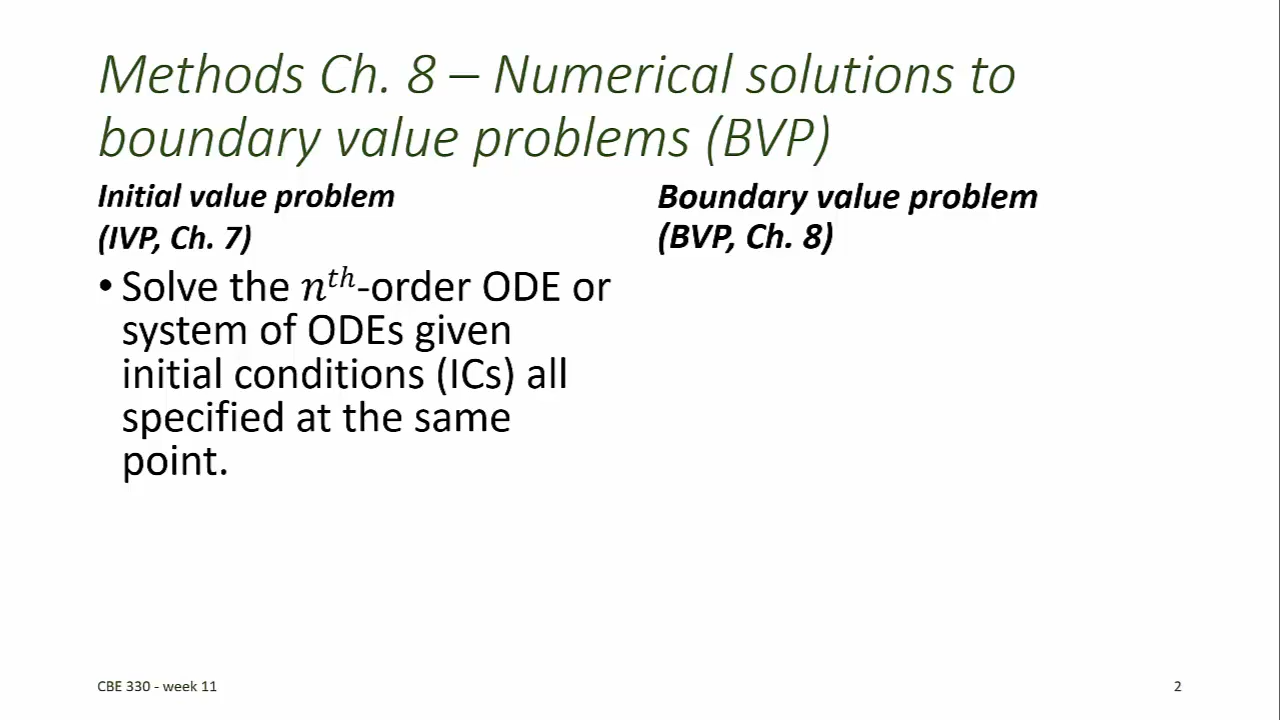 Methods Ch. 8 – Numerical solutions to
boundary value problems (BVP)
Initial value problem
(IVP, Ch. 7)
• Solve the 𝑛ᵗʰ-order ODE or
system of ODEs given
initial conditions (ICs) all
specified at the same
point.
Boundary value problem
(BVP, Ch. 8)
CBE 330 - week 11
2